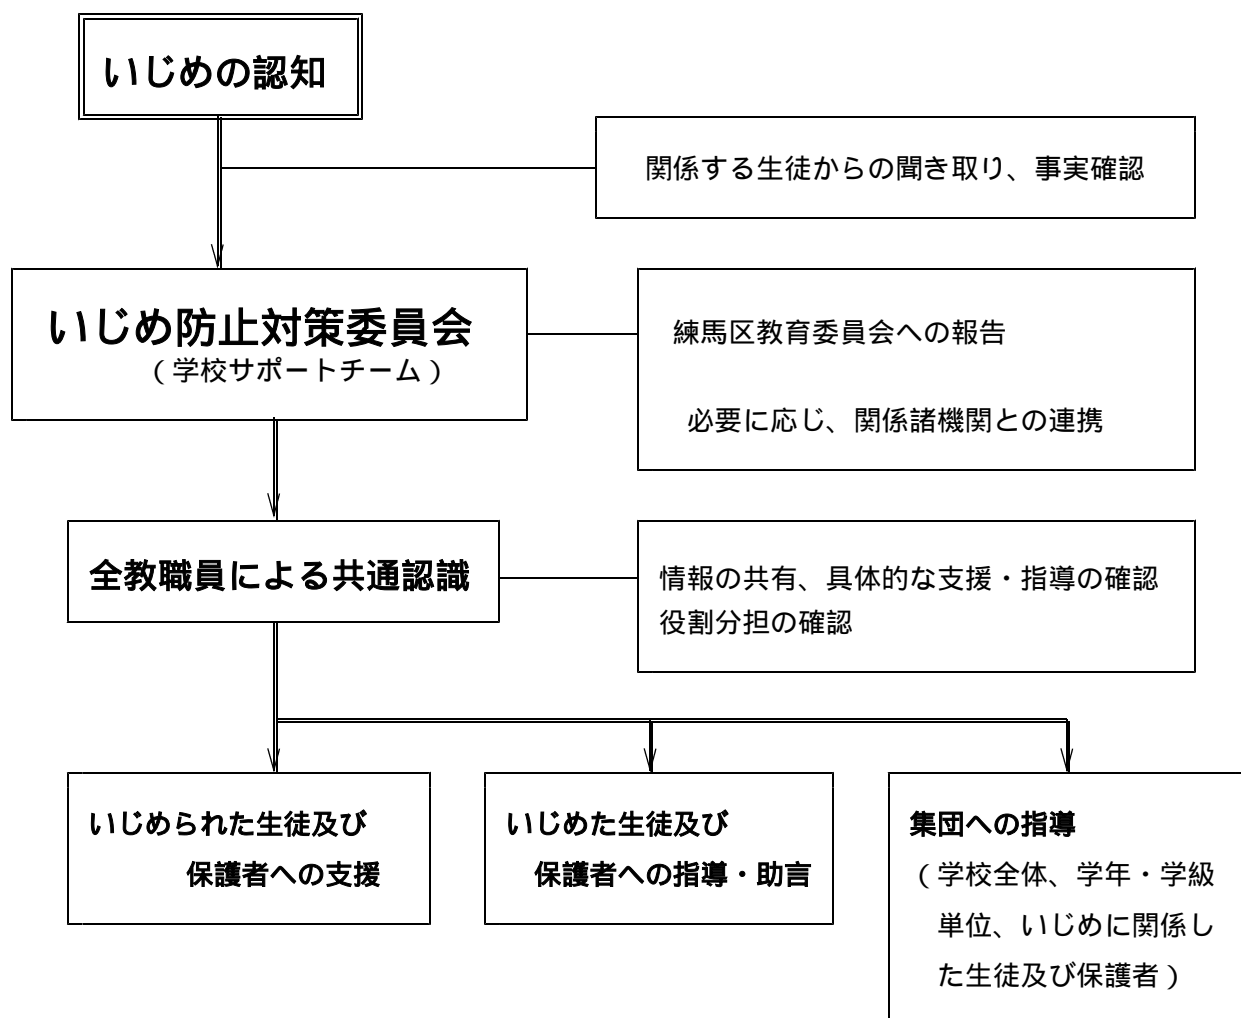 いじめの認知
関係する生徒からの聞き取り、事実確認
いじめ防止対策委員会
（学校サポートチーム）
練馬区教育委員会への報告
必要に応じ、関係諸機関との連携
全教職員による共通認識
情報の共有、具体的な支援・指導の確認
役割分担の確認
いじめられた生徒及び
保護者への支援
いじめた生徒及び
保護者への指導・助言
集団への指導
（学校全体、学年・学級
単位、いじめに関係し
た生徒及び保護者）